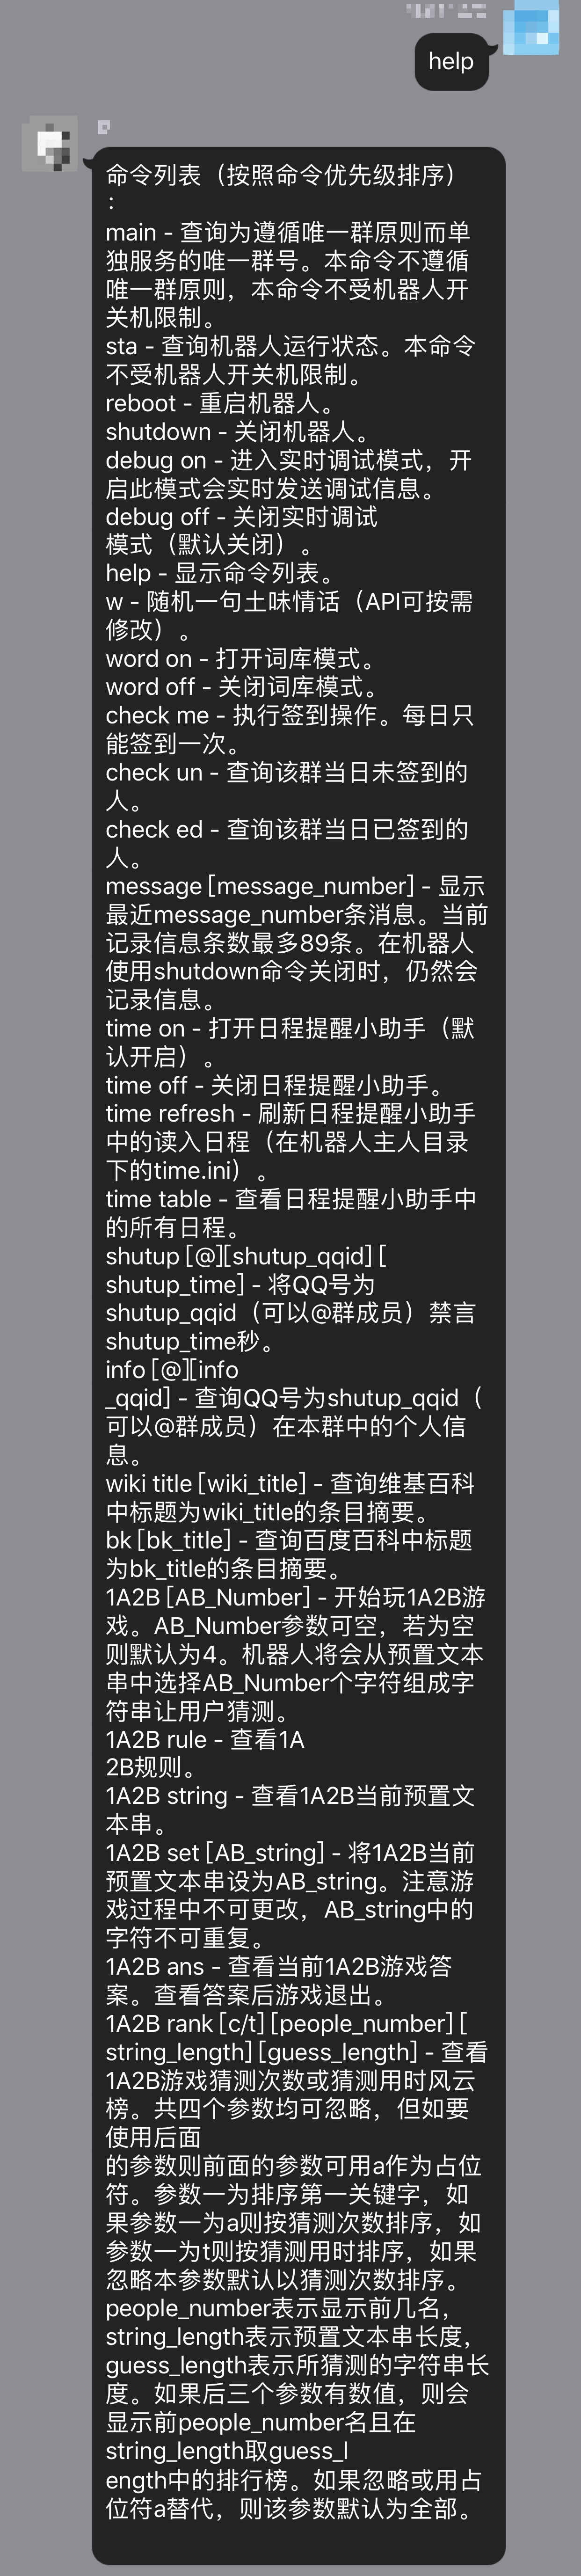 help
命令列表（按照命令优先级排序）
：
main - 查询为遵循唯一群原则而单
独服务的唯一群号。本命令不遵循
唯一群原则，本命令不受机器人开
关机限制。
sta - 查询机器人运行状态。本命令
不受机器人开关机限制。
reboot - 重启机器人。
shutdown - 关闭机器人。
debug on - 进入实时调试模式，开
启此模式会实时发送调试信息。
debug off - 关闭实时调试
模式（默认关闭）。
help - 显示命令列表。
w - 随机一句土味情话（API可按需
修改）。
word on - 打开词库模式。
word off - 关闭词库模式。
check me - 执行签到操作。每日只
能签到一次。
check un - 查询该群当日未签到的
人。
check ed - 查询该群当日已签到的
人。
message [message_number] - 显示
最近message_number条消息。当前
记录信息条数最多89条。在机器人
使用shutdown命令关闭时，仍然会
记录信息。
time on - 打开日程提醒小助手（默
认开启）。
time off - 关闭日程提醒小助手。
time refresh - 刷新日程提醒小助手
中的读入日程（在机器人主人目录
下的time.ini）。
time table - 查看日程提醒小助手中
的所有日程。
shutup [@][shutup_qqid] [
shutup_time] - 将QQ号为
shutup_qqid（可以@群成员）禁言
shutup_time秒。
info [@][info
_qqid] - 查询QQ号为shutup_qqid（
可以@群成员）在本群中的个人信
息。
wiki title [wiki_title] - 查询维基百科
中标题为wiki_title的条目摘要。
bk [bk_title] - 查询百度百科中标题
为bk_title的条目摘要。
1A2B [AB_Number] - 开始玩1A2B游
戏。AB_Number参数可空，若为空
则默认为4。机器人将会从预置文本
串中选择AB_Number个字符组成字
符串让用户猜测。
1A2B rule - 查看1A
2B规则。
1A2B string - 查看1A2B当前预置文
本串。
1A2B set [AB_string] - 将1A2B当前
预置文本串设为AB_string。注意游
戏过程中不可更改，AB_string中的
字符不可重复。
1A2B ans - 查看当前1A2B游戏答
案。查看答案后游戏退出。
1A2B rank [c/t] [people_number] [
string_length] [guess_length] - 查看
1A2B游戏猜测次数或猜测用时风云
榜。共四个参数均可忽略，但如要
使用后面
的参数则前面的参数可用a作为占位
符。参数一为排序第一关键字，如
果参数一为a则按猜测次数排序，如
参数一为t则按猜测用时排序，如果
忽略本参数默认以猜测次数排序。
people_number表示显示前几名，
string_length表示预置文本串长度，
guess_length表示所猜测的字符串长
度。如果后三个参数有数值，则会
显示前people_number名且在
string_length取guess_l
ength中的排行榜。如果忽略或用占
位符a替代，则该参数默认为全部。